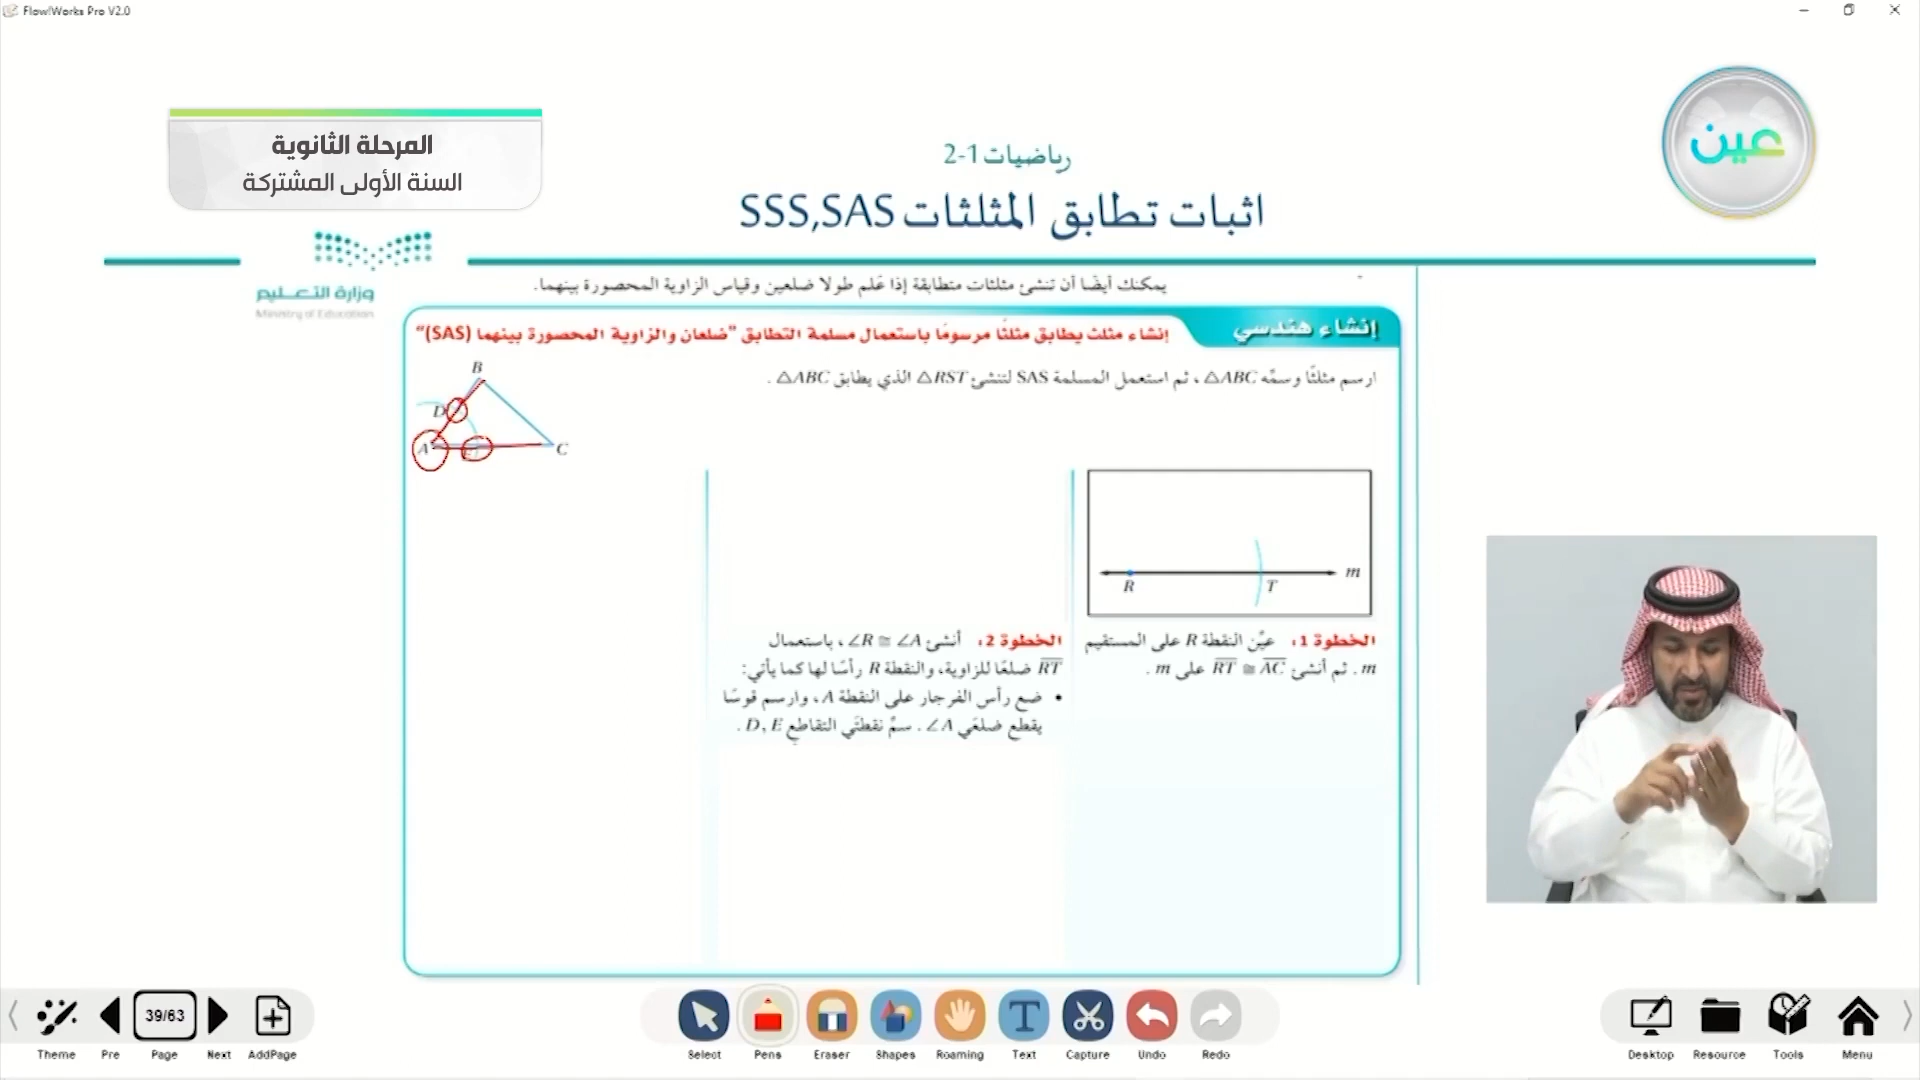 Flow!Works Pro V2.0
المرحلة الثانوية
السنة الأولى المشتركة
رياضيات 1-2
اثبات تطابق المثلثات SSS,SAS
عين
وزارة التعليم
Ministry of Education
يمكنك أيضًا أن تنشئ مثلثات متطابقة إذا عَلم طولا ضلعين وقياس الزاوية المحصورة بينهما.
إنشاء هندسي
إنشاء مثلث يطابق مثلثًا مرسومًا باستعمال مسلمة التطابق "ضلعان والزاوية المحصورة بينهما (SAS)"
ارسم مثلثًا وسمِّه △ABC ، ثم استعمل المسلمة SAS لتنشئ △RST الذي يطابق △ABC .
B
D
A
C
R
T
m
الخطوة 1: عيِّن النقطة R على المستقيم
m . ثم أنشئ RT ≅ AC على m .
الخطوة 2: أنشئ ∠R ≅ ∠A ، باستعمال
RT ضلعًا للزاوية، والنقطة R رأسًا لها كما يأتي:
• ضع رأس الفرجار على النقطة A ، وارسم قوسًا
يقطع ضلعَي ∠A . سمِّ نقطتَي التقاطع D, E .
39/63
Theme
Pre
Page
Next
AddPage
Select
Pens
Eraser
Shapes
Roaming
Text
Capture
Undo
Redo
Desktop
Resource
Tools
Menu